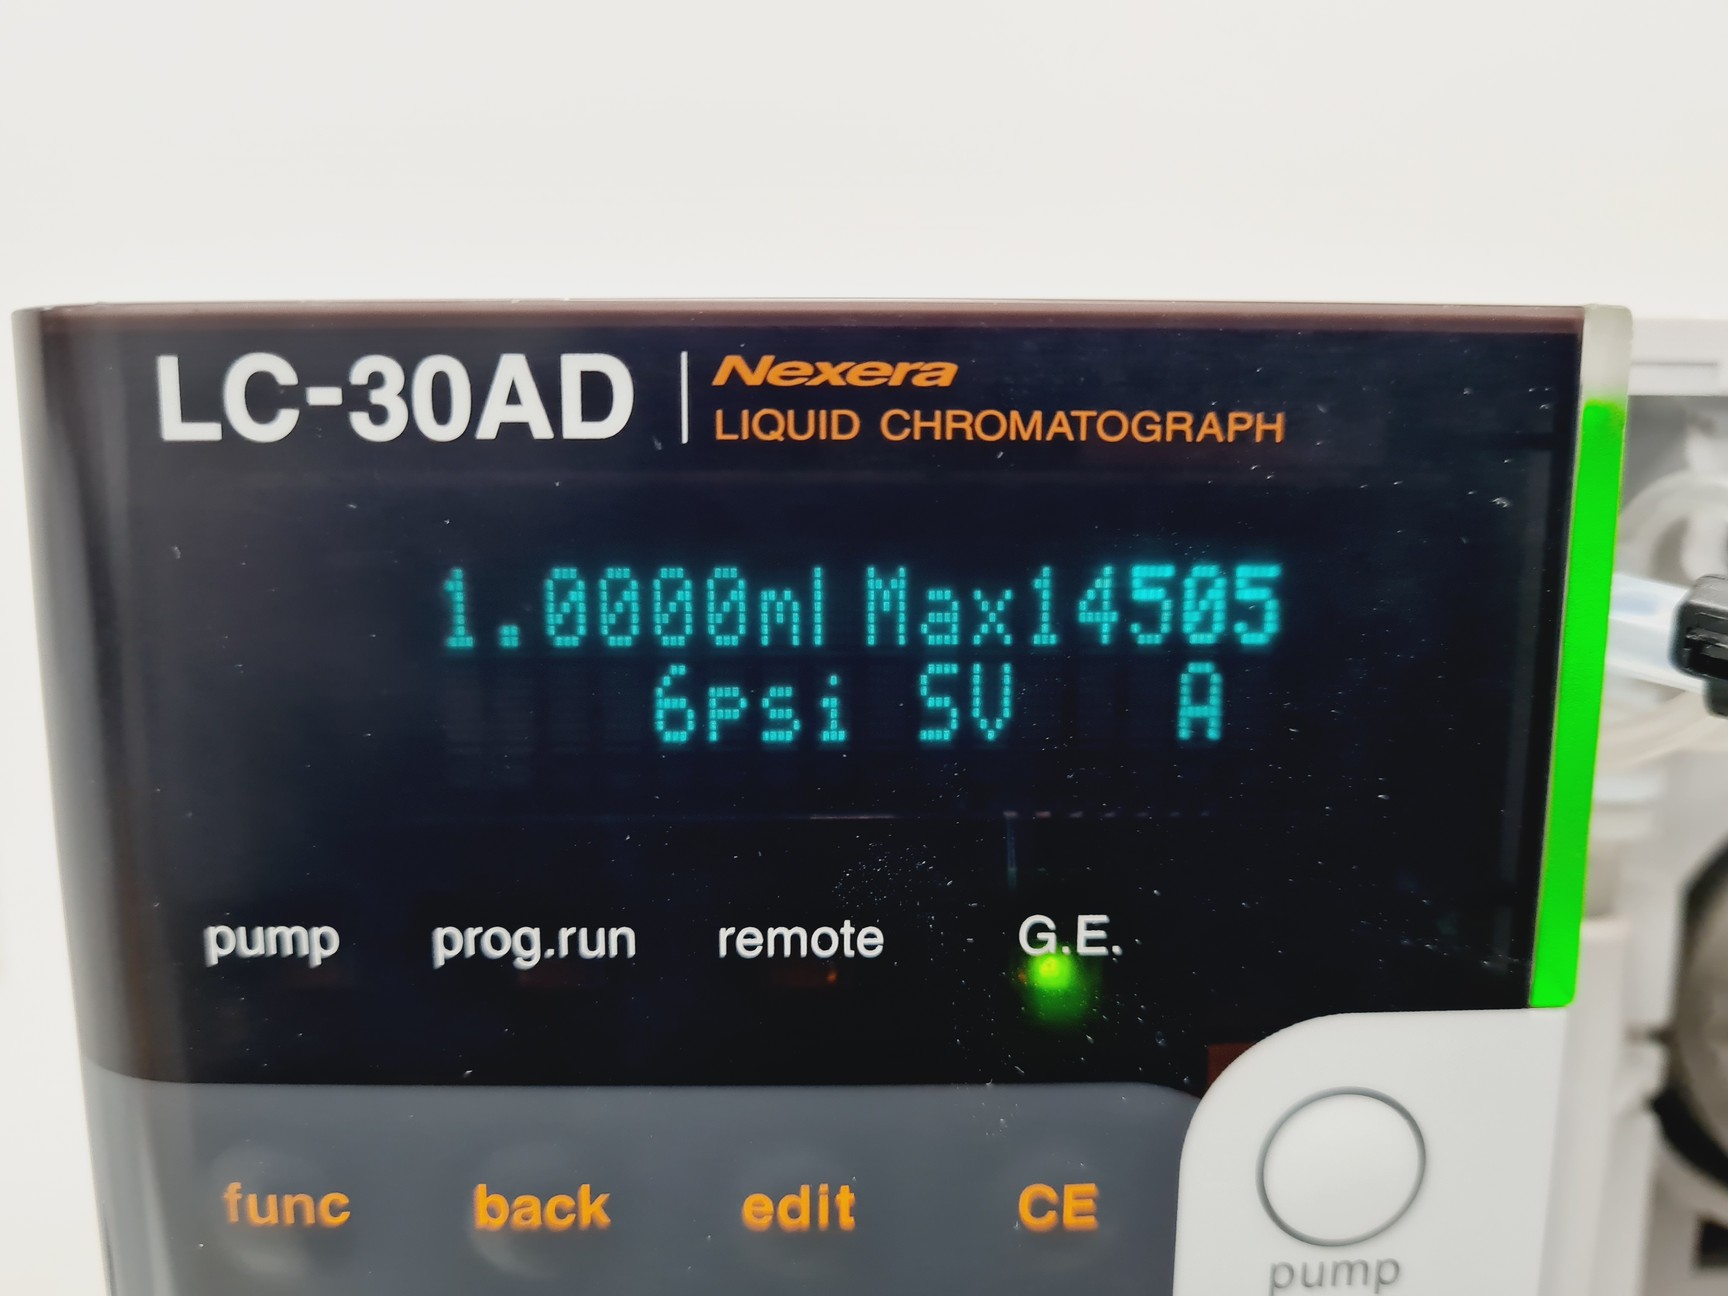 LC-30AD
Nexera
LIQUID CHROMATOGRAPH
1.0000ml Max14505
6psi SV A
pump prog.run remote G.E.
func back edit CE
pump